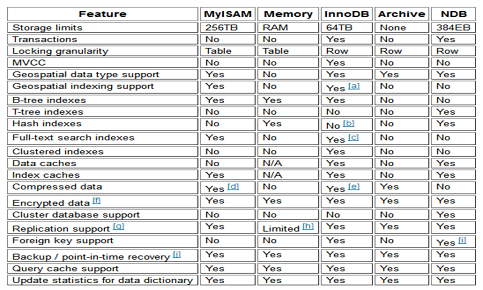 Feature MyISAM Memory InnoDB Archive NDB
Storage limits 256TB RAM 64TB None 384EB
Transactions No No Yes No Yes
Locking granularity Table Table Row Row Row
MVCC No No Yes No No
Geospatial data type support Yes No Yes Yes Yes
Geospatial indexing support Yes No Yes [a] No No
B-tree indexes Yes Yes Yes No No
T-tree indexes No No No No Yes
Hash indexes No Yes No [b] No Yes
Full-text search indexes Yes No Yes [c] No No
Clustered indexes No No Yes No No
Data caches No N/A Yes No Yes
Index caches Yes N/A Yes No Yes
Compressed data Yes [d] No Yes [e] Yes No
Encrypted data [f] Yes Yes Yes Yes Yes
Cluster database support No No No No Yes
Replication support [g] Yes Limited [h] Yes Yes Yes
Foreign key support No No Yes No Yes [i]
Backup / point-in-time recovery [j] Yes Yes Yes Yes Yes
Query cache support Yes Yes Yes Yes Yes
Update statistics for data dictionary Yes Yes Yes Yes Yes